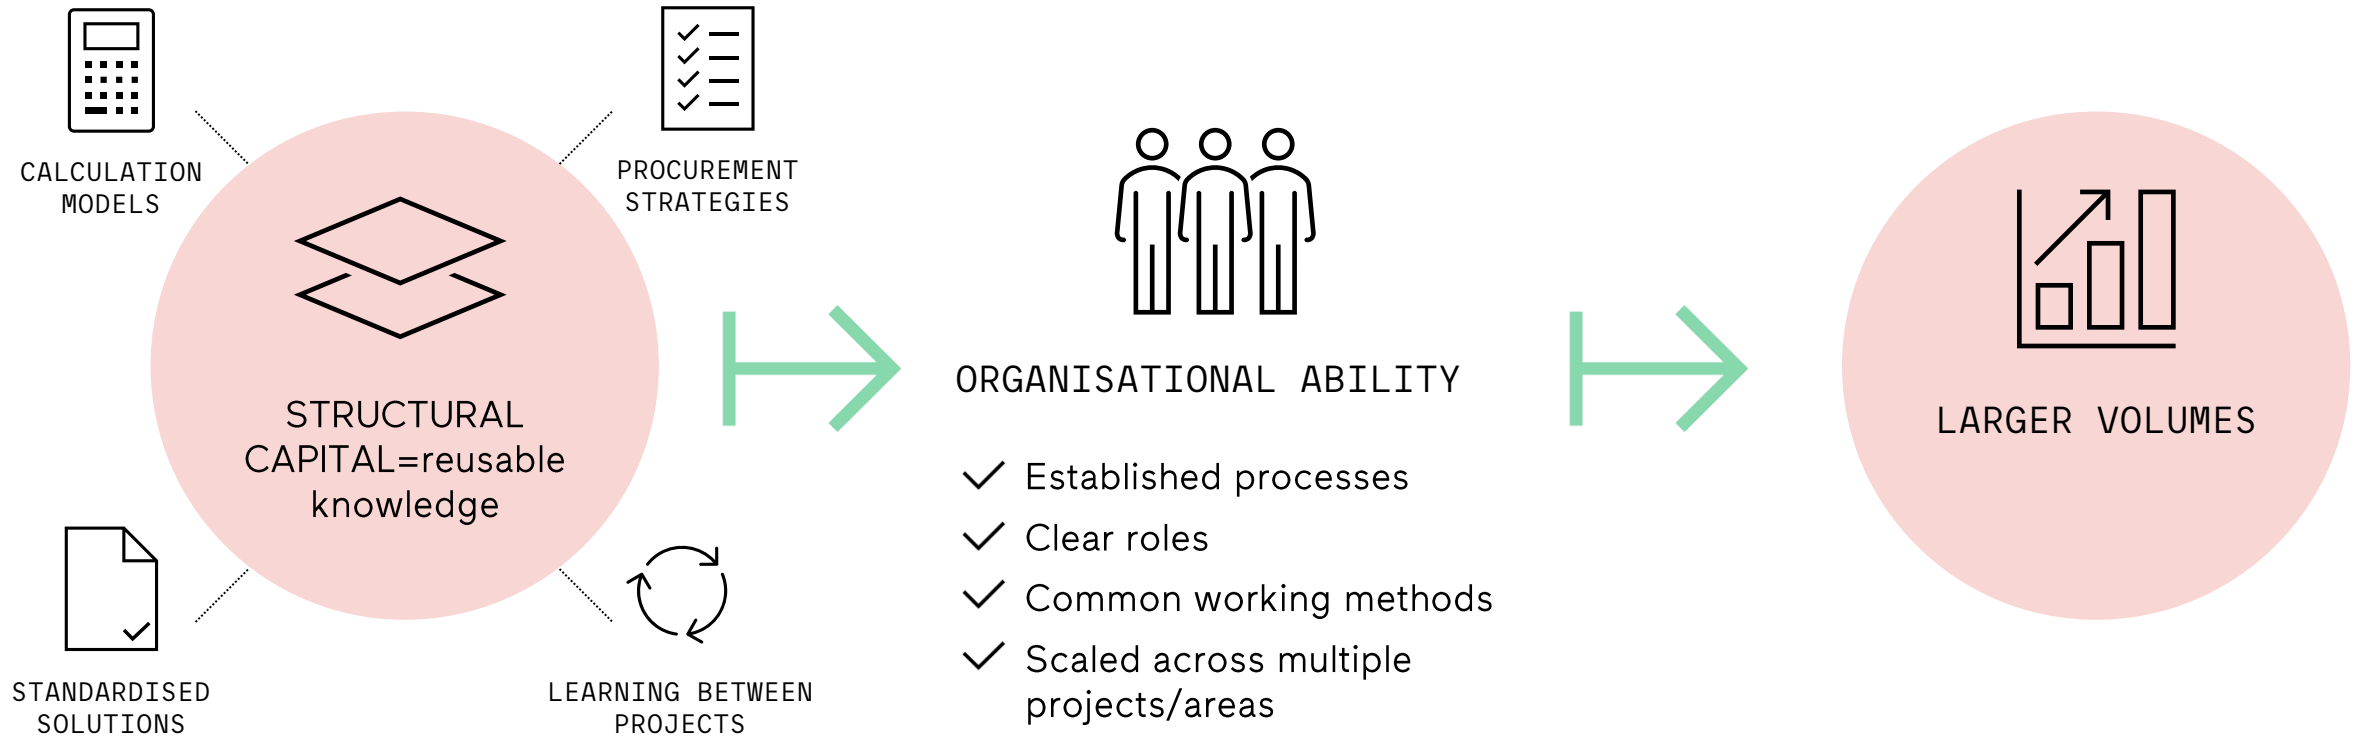 CALCULATION
MODELS
PROCUREMENT
STRATEGIES
STRUCTURAL
CAPITAL=reusable
knowledge
STANDARDISED
SOLUTIONS
LEARNING BETWEEN
PROJECTS
ORGANISATIONAL ABILITY
Established processes
Clear roles
Common working methods
Scaled across multiple
projects/areas
LARGER VOLUMES